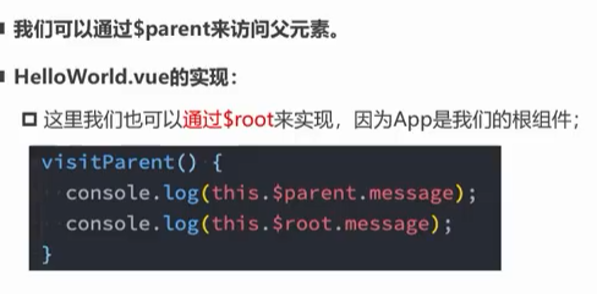 我们可以通过$parent来访问父元素。
HelloWorld.vue的实现：
这里我们也可以通过$root来实现，因为App是我们的根组件；
visitParent() {
console.log(this.$parent.message);
console.log(this.$root.message);
}